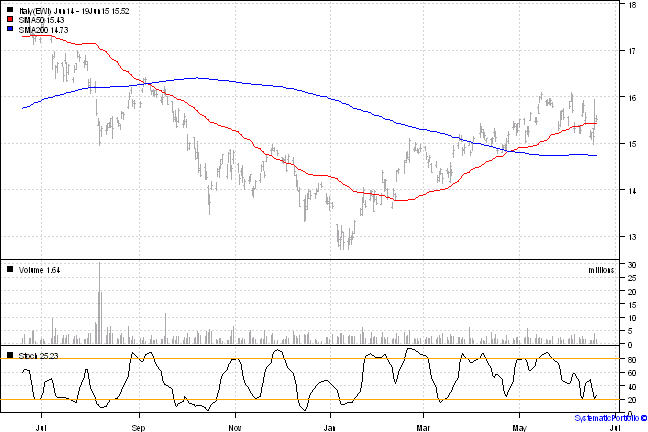 Italy(EWI) Jun14 - 19Jun15 15.52
SMA50 15.43
SMA200 14.73
18
17
16
15
14
13
Volume 1.64
millions
30
25
20
15
10
5
0
Stoch 25.23
80
60
40
20
0
Jul Sep Nov Jan Mar May Jul
SystematicPortfolio ©